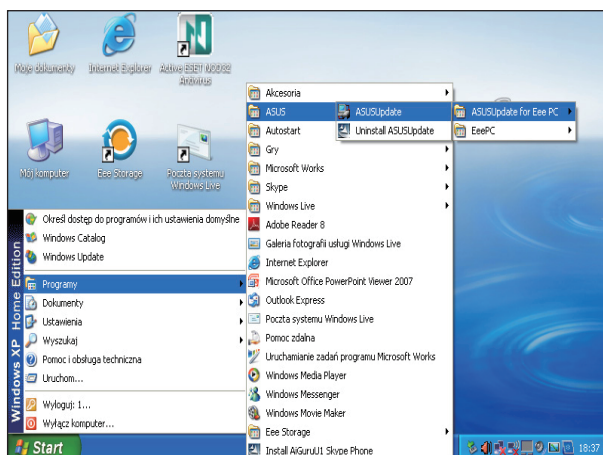 Moje dokumenty
Internet Explorer
Active ESET NOD32 Antivirus
Mój komputer
Eee Storage
Poczta systemu Windows Live
Akcesoria
ASUS
Autostart
Gry
Microsoft Works
Skype
Windows Live
Adobe Reader 8
Galeria fotografii usługi Windows Live
Internet Explorer
Microsoft Office PowerPoint Viewer 2007
Outlook Express
Poczta systemu Windows Live
Pomoc zdalna
Uruchamianie zadań programu Microsoft Works
Windows Media Player
Windows Messenger
Windows Movie Maker
Eee Storage
Install AiGuruU1 Skype Phone
ASUSUpdate
Uninstall ASUSUpdate
ASUSUpdate for Eee PC
EeePC
Określ dostęp do programów i ich ustawienia domyślne
Windows Catalog
Windows Update
Programy
Dokumenty
Ustawienia
Wyszukaj
Pomoc i obsługa techniczna
Uruchom...
Wyloguj: 1...
Wyłącz komputer...
Windows XP Home Edition
Start
18:37